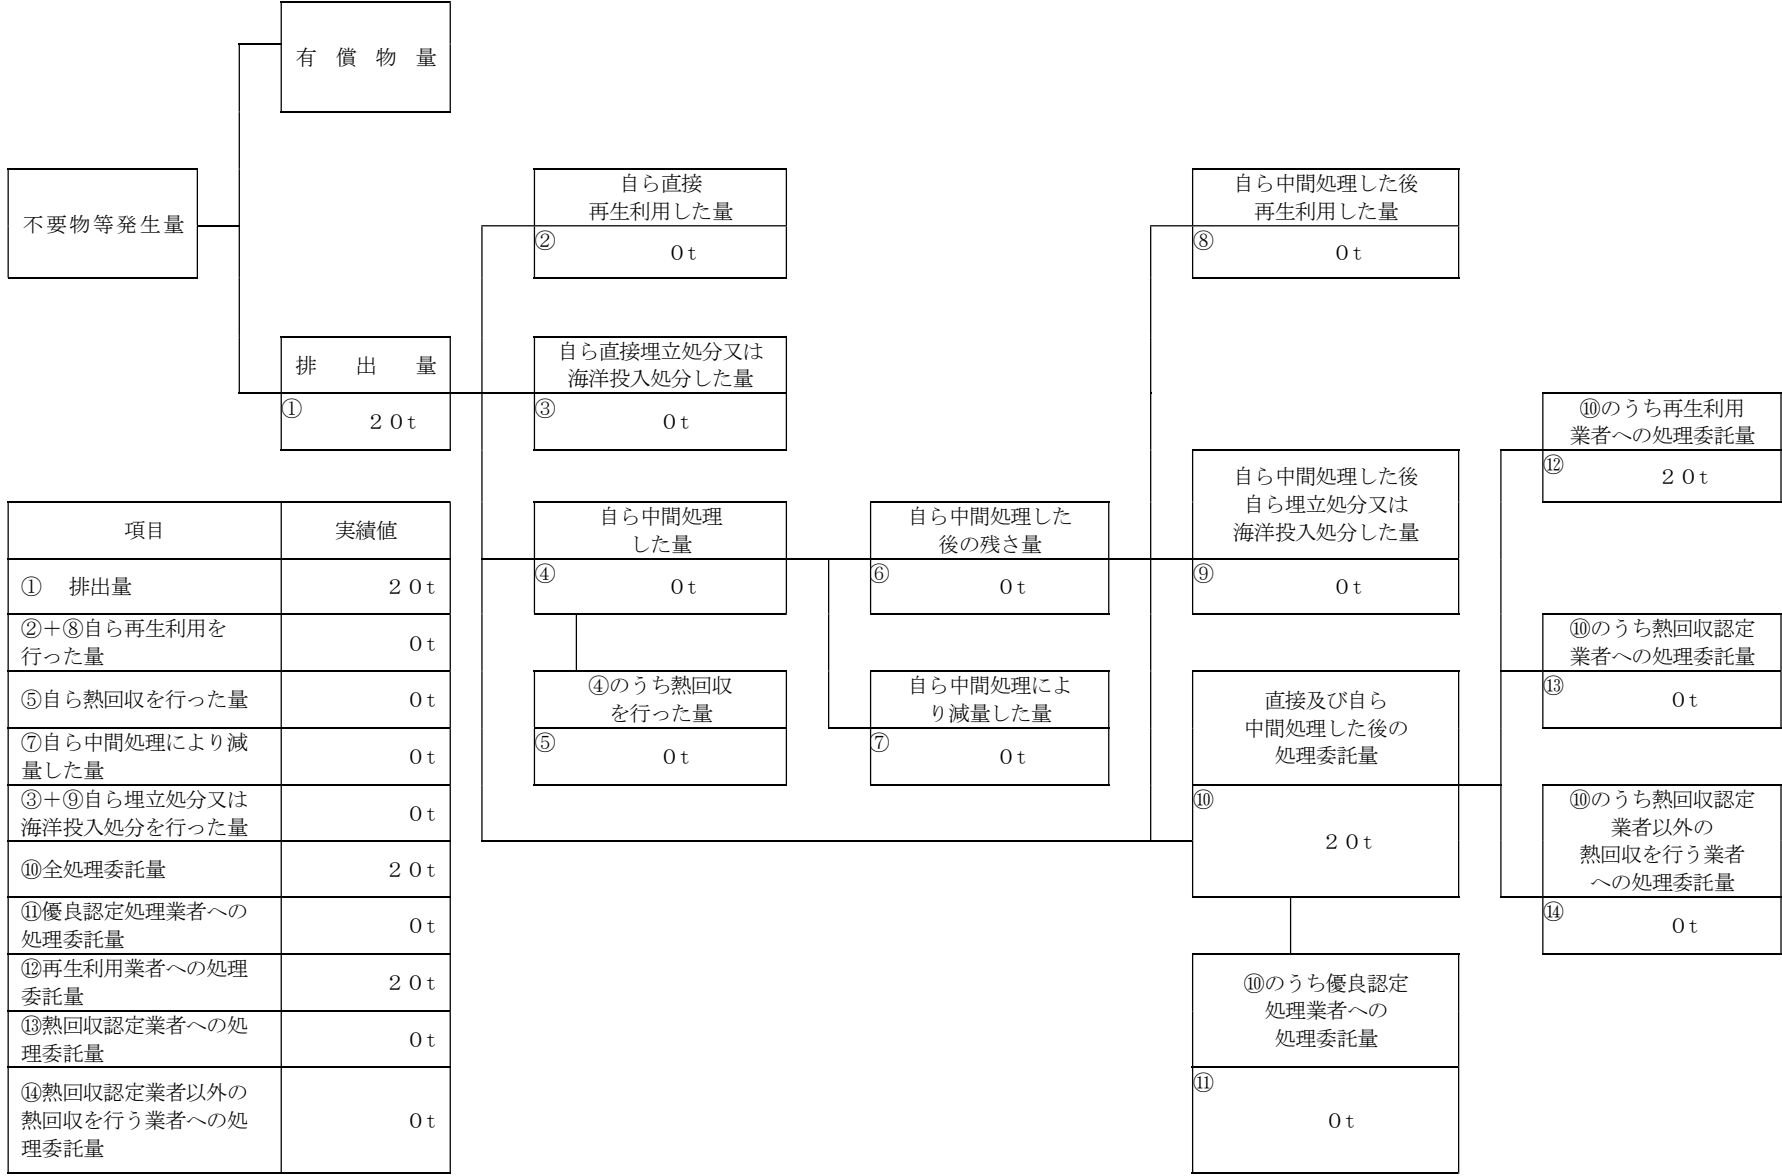 有償物量
不要物等発生量
自ら直接
再生利用した量
②
0t
自ら中間処理した後
再生利用した量
⑧
0t
排出量
①
20t
自ら直接埋立処分又は
海洋投入処分した量
③
0t
⑩のうち再生利用
業者への処理委託量
⑫
20t
自ら中間処理
した量
④
0t
自ら中間処理した
後の残さ量
⑥
0t
自ら中間処理した後
自ら埋立処分又は
海洋投入処分した量
⑨
0t
⑩のうち熱回収認定
業者への処理委託量
⑬
0t
④のうち熱回収
を行った量
⑤
0t
自ら中間処理によ
り減量した量
⑦
0t
直接及び自ら
中間処理した後の
処理委託量
⑩
20t
⑩のうち熱回収認定
業者以外の
熱回収を行う業者
への処理委託量
⑭
0t
⑩のうち優良認定
処理業者への
処理委託量
⑪
0t
項目 実績値
① 排出量 20t
②+⑧自ら再生利用を
行った量 0t
⑤自ら熱回収を行った量 0t
⑦自ら中間処理により減
量した量 0t
③+⑨自ら埋立処分又は
海洋投入処分を行った量 0t
⑩全処理委託量 20t
⑪優良認定処理業者への
処理委託量 0t
⑫再生利用業者への処理
委託量 20t
⑬熱回収認定業者への処
理委託量 0t
⑭熱回収認定業者以外の
熱回収を行う業者への処
理委託量 0t